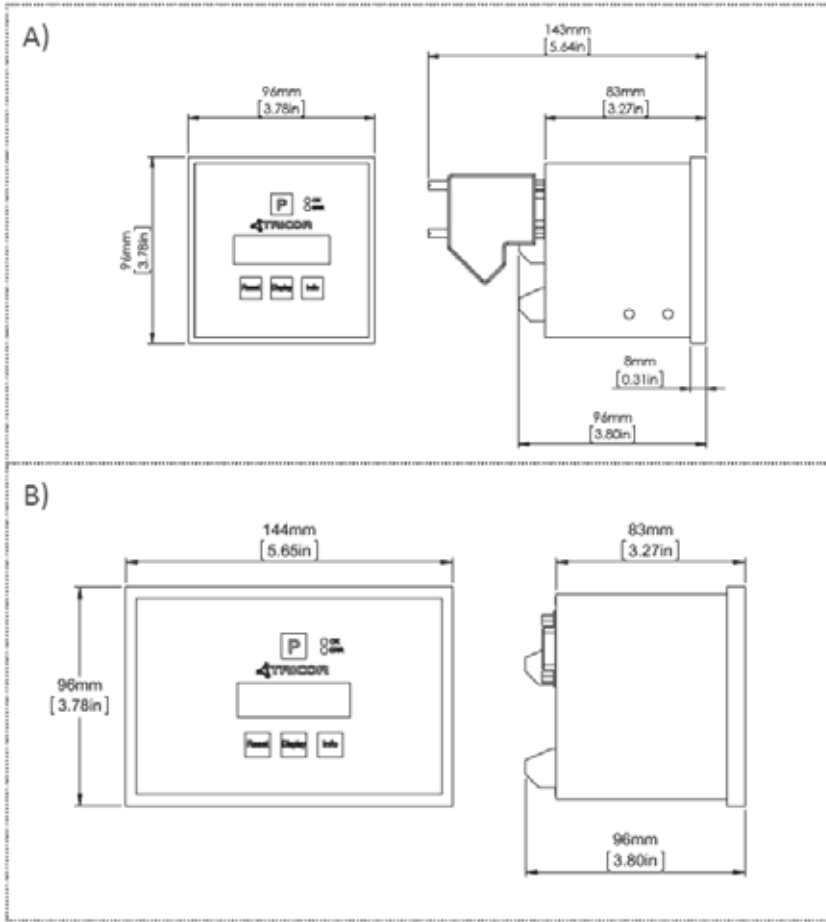 A)
143mm
[5.64in]
96mm
[3.78in]
83mm
[3.27in]
96mm
[3.78in]
P
OK
TRICOR
Reset Display Info
8mm
[0.31in]
96mm
[3.80in]
B)
144mm
[5.65in]
83mm
[3.27in]
P
OK
TRICOR
96mm
[3.78in]
Reset Display Info
96mm
[3.80in]